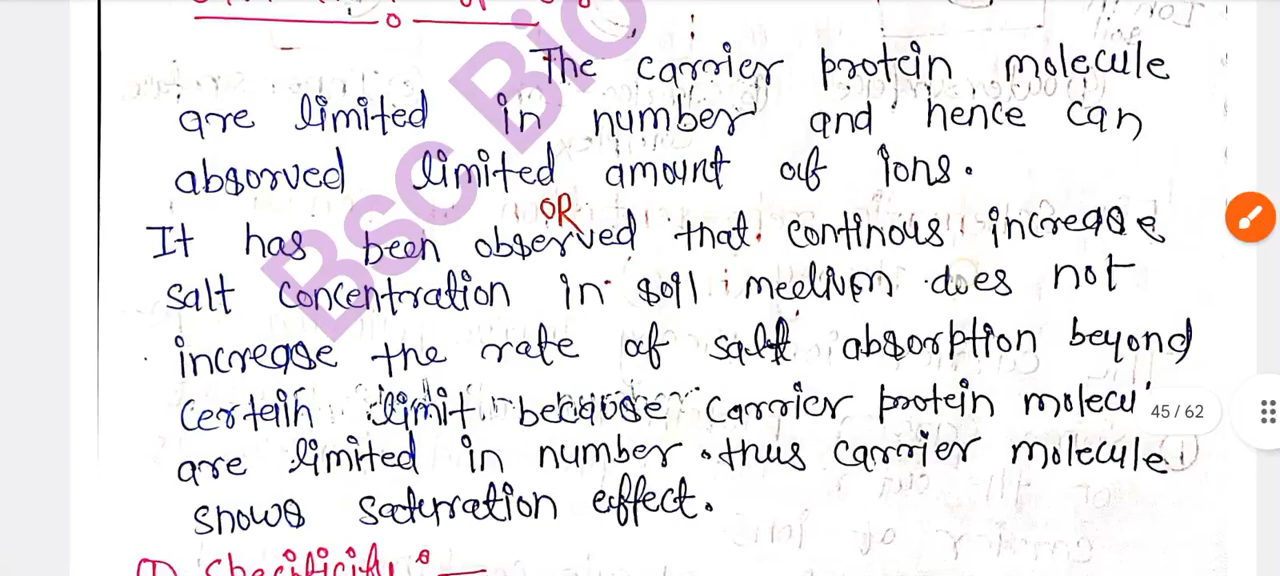 The carrier protein molecule
are limited in number and hence can
absorved limited amount of ions.
OR
It has been observed that continous increase
salt concentration in soil medium does not
increase the rate of salt absorption beyond
certain limit because carrier protein molecu
45/62
are limited in number. thus carrier molecule
shows saturation effect.
Specificity
Bsc Bio